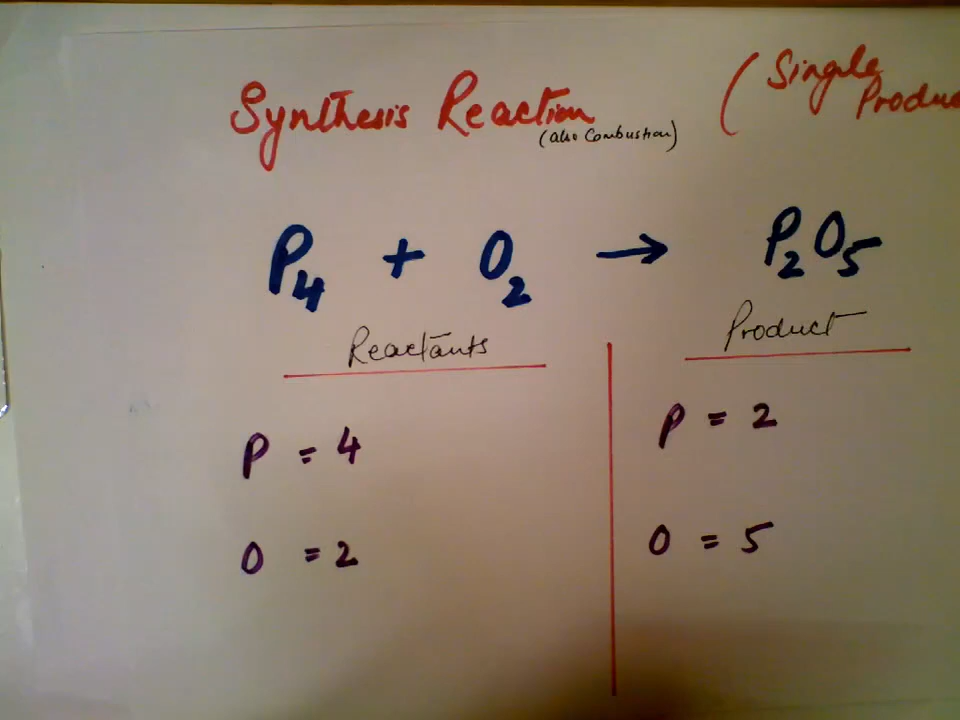 Synthesis Reaction (Single
(also Combustion) Produc
P4 + O2 → P2O5
Reactants Product
P = 4 P = 2
O = 2 O = 5